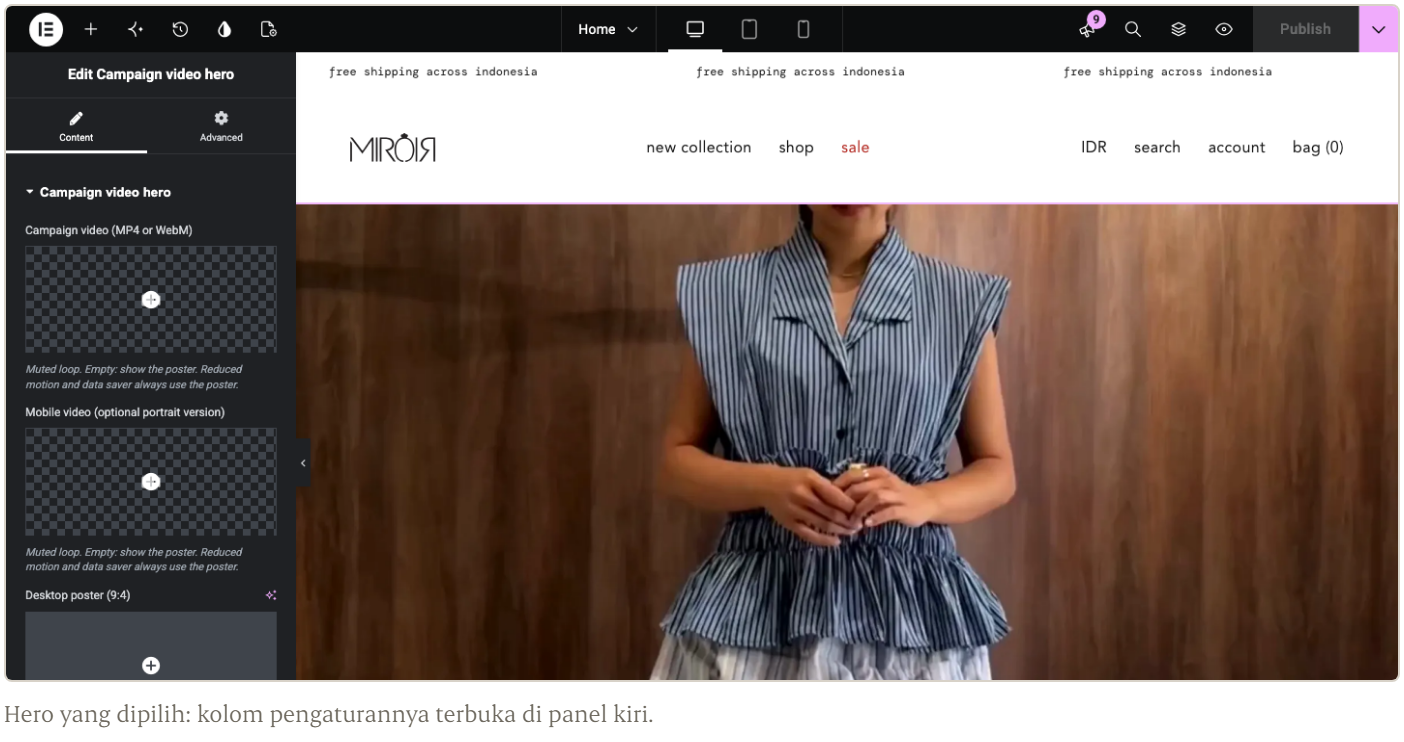 Home
9
Publish
Edit Campaign video hero
free shipping across indonesia
free shipping across indonesia
free shipping across indonesia
Content
Advanced
MIROIR
new collection
shop
sale
IDR
search
account
bag (0)
Campaign video hero
Campaign video (MP4 or WebM)
Muted loop. Empty: show the poster. Reduced
motion and data saver always use the poster.
Mobile video (optional portrait version)
Muted loop. Empty: show the poster. Reduced
motion and data saver always use the poster.
Desktop poster (9:4)
Hero yang dipilih: kolom pengaturannya terbuka di panel kiri.